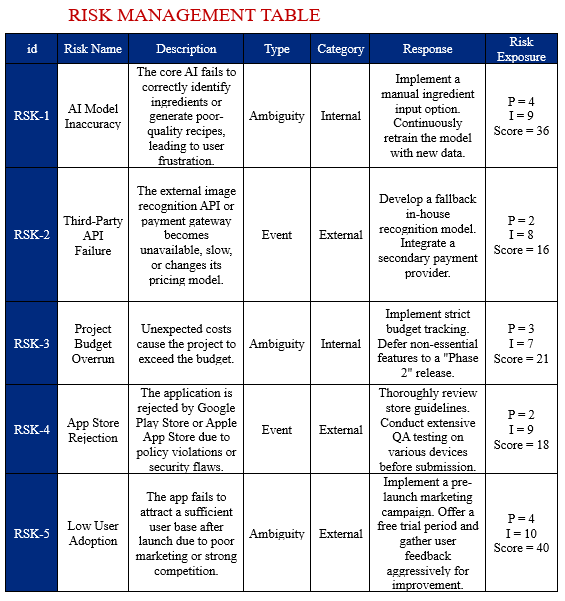 RISK MANAGEMENT TABLE
id Risk Name Description Type Category Response Risk Exposure
RSK-1
AI Model
Inaccuracy
The core AI fails to
correctly identify
ingredients or
generate poor-
quality recipes,
leading to user
frustration.
Ambiguity
Internal
Implement a
manual ingredient
input option.
Continuously
retrain the model
with new data.
P = 4
I = 9
Score = 36
RSK-2
Third-Party
API
Failure
The external image
recognition API or
payment gateway
becomes
unavailable, slow,
or changes its
pricing model.
Event
External
Develop a fallback
in-house
recognition model.
Integrate a
secondary payment
provider.
P = 2
I = 8
Score = 16
RSK-3
Project
Budget
Overrun
Unexpected costs
cause the project to
exceed the budget.
Ambiguity
Internal
Implement strict
budget tracking.
Defer non-essential
features to a "Phase
2" release.
P = 3
I = 7
Score = 21
RSK-4
App Store
Rejection
The application is
rejected by Google
Play Store or Apple
App Store due to
policy violations or
security flaws.
Event
External
Thoroughly review
store guidelines.
Conduct extensive
QA testing on
various devices
before submission.
P = 2
I = 9
Score = 18
RSK-5
Low User
Adoption
The app fails to
attract a sufficient
user base after
launch due to poor
marketing or strong
competition.
Ambiguity
External
Implement a pre-
launch marketing
campaign. Offer a
free trial period and
gather user
feedback
aggressively for
improvement.
P = 4
I = 10
Score = 40